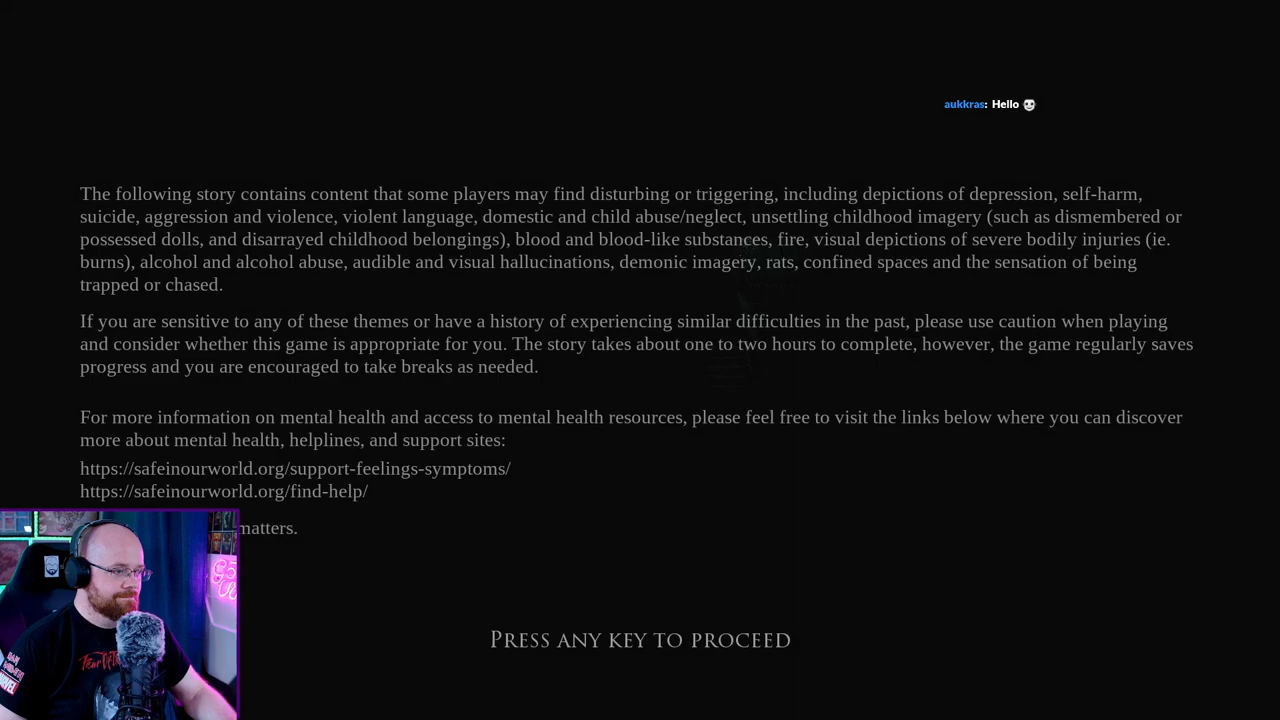 aukkras: Hello
The following story contains content that some players may find disturbing or triggering, including depictions of depression, self-harm,
suicide, aggression and violence, violent language, domestic and child abuse/neglect, unsettling childhood imagery (such as dismembered or
possessed dolls, and disarrayed childhood belongings), blood and blood-like substances, fire, visual depictions of severe bodily injuries (ie.
burns), alcohol and alcohol abuse, audible and visual hallucinations, demonic imagery, rats, confined spaces and the sensation of being
trapped or chased.
If you are sensitive to any of these themes or have a history of experiencing similar difficulties in the past, please use caution when playing
and consider whether this game is appropriate for you. The story takes about one to two hours to complete, however, the game regularly saves
progress and you are encouraged to take breaks as needed.
For more information on mental health and access to mental health resources, please feel free to visit the links below where you can discover
more about mental health, helplines, and support sites:
https://safeinourworld.org/support-feelings-symptoms/
https://safeinourworld.org/find-help/
matters.
MARVEL
PRESS ANY KEY TO PROCEED